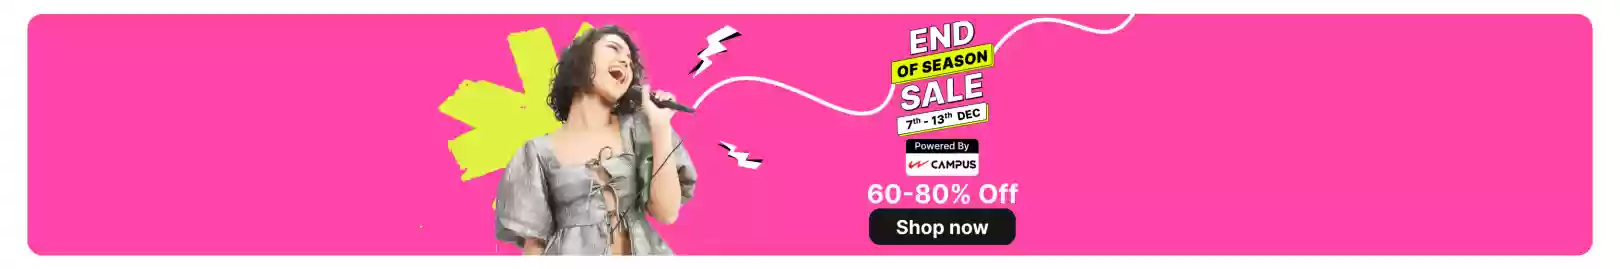 END
OF SEASON
SALE
7th - 13th DEC
Powered By
CAMPUS
60-80% Off
Shop now